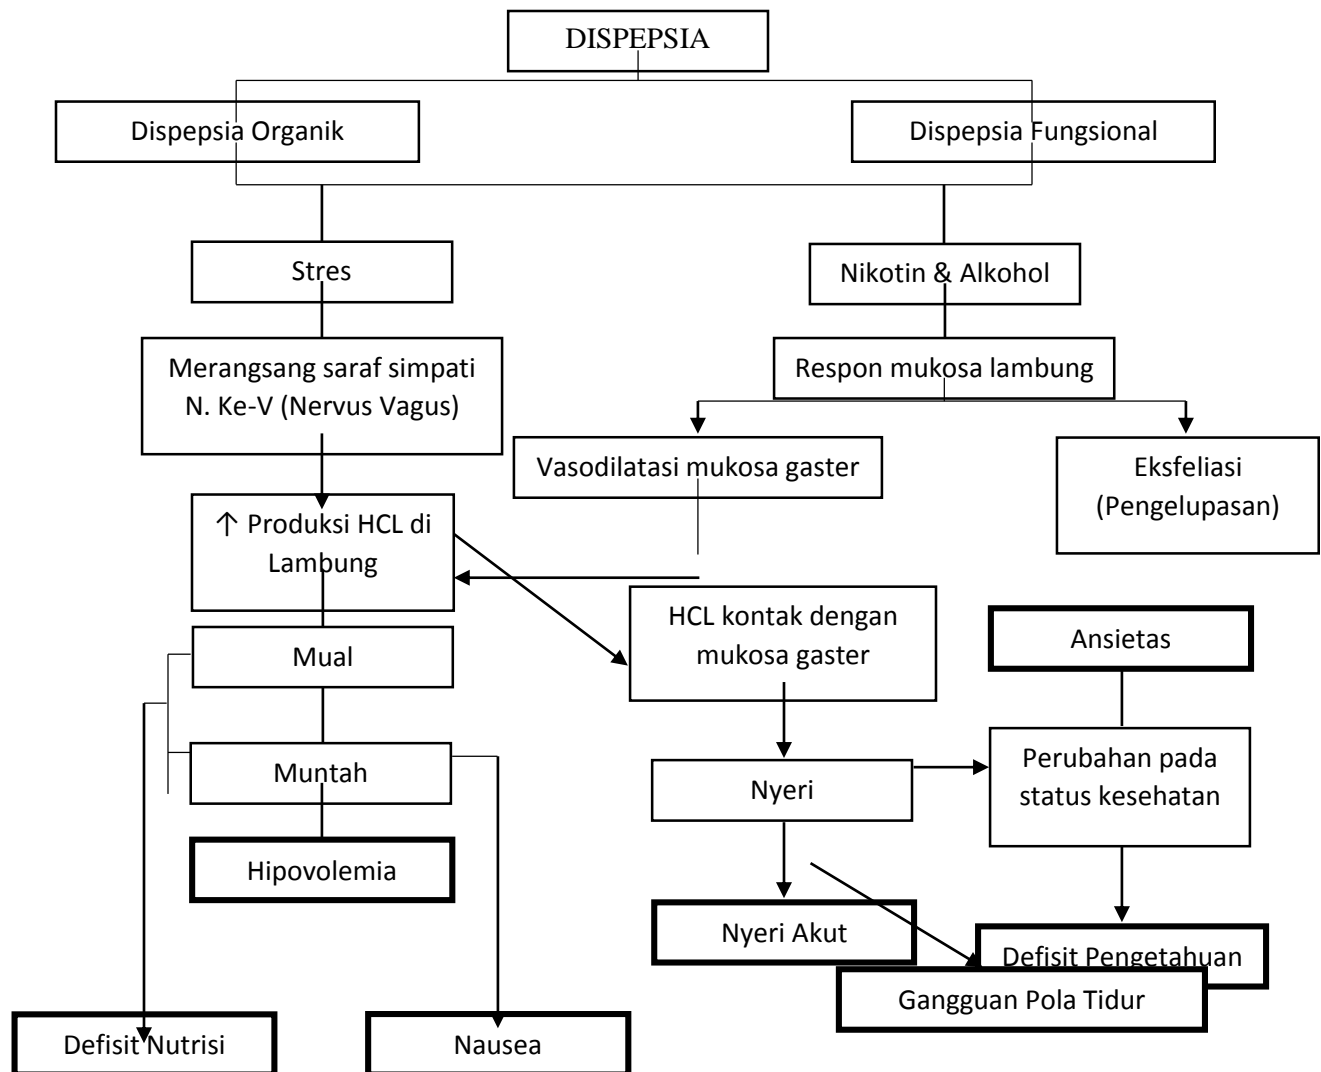 DISPEPSIA
Dispepsia Organik
Dispepsia Fungsional
Stres
Nikotin & Alkohol
Merangsang saraf simpati
N. Ke-V (Nervus Vagus)
Respon mukosa lambung
Vasodilatasi mukosa gaster
Eksfeliasi
(Pengelupasan)
↑ Produksi HCL di
Lambung
HCL kontak dengan
mukosa gaster
Ansietas
Mual
Muntah
Nyeri
Perubahan pada
status kesehatan
Hipovolemia
Nyeri Akut
Defisit Pengetahuan
Gangguan Pola Tidur
Defisit Nutrisi
Nausea